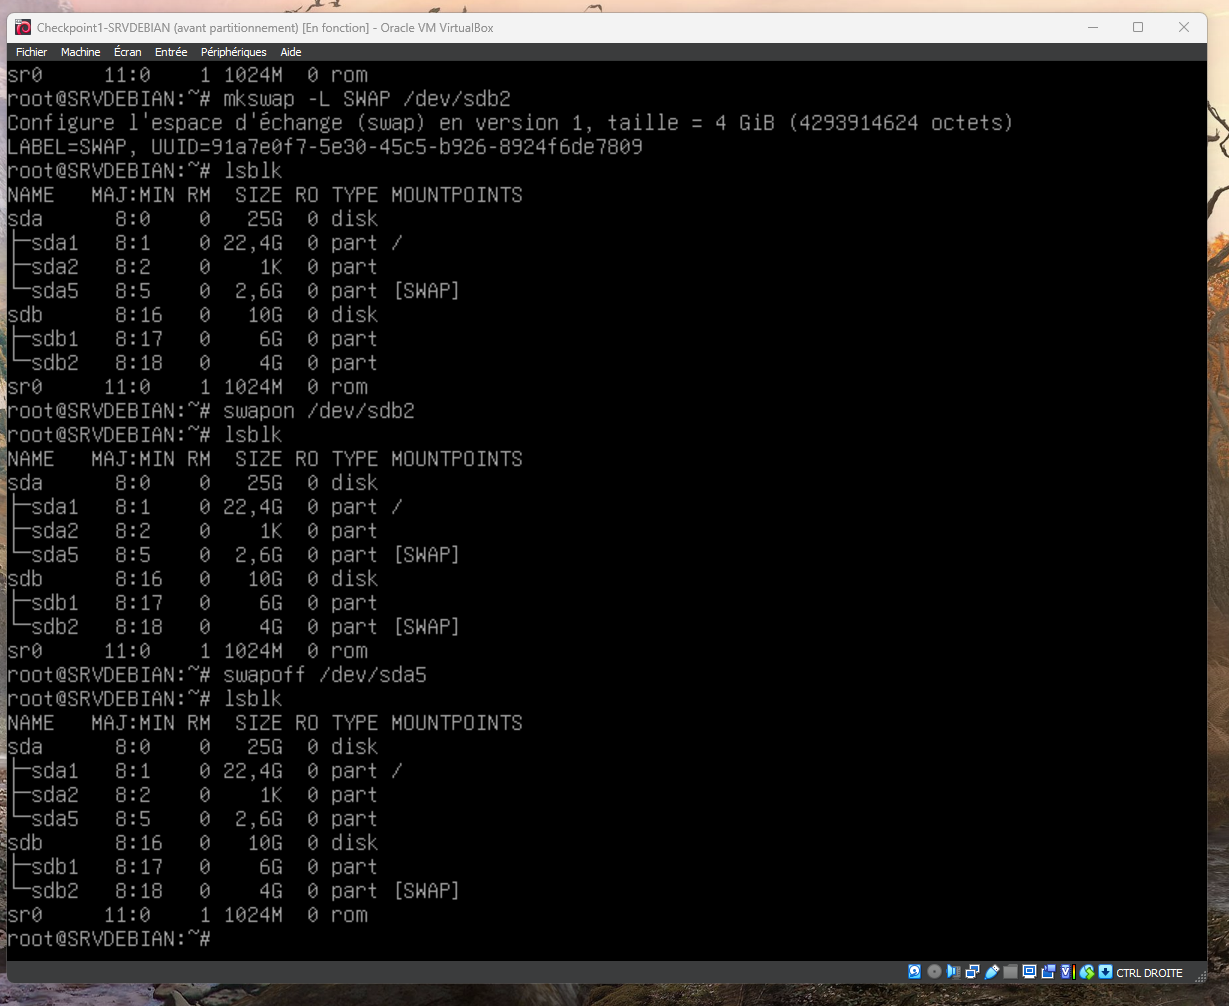 Checkpoint1-SRVDEBIAN (avant partitionnement) [En fonction] - Oracle VM VirtualBox
Fichier Machine Écran Entrée Périphériques Aide
sr0 11:0 1 1024M 0 rom
root@SRVDEBIAN:~# mkswap -L SWAP /dev/sdb2
Configure l'espace d'échange (swap) en version 1, taille = 4 GiB (4293914624 octets)
LABEL=SWAP, UUID=91a7e0f7-5e30-45c5-b926-8924f6de7809
root@SRVDEBIAN:~# lsblk
NAME MAJ:MIN RM SIZE RO TYPE MOUNTPOINTS
sda 8:0 0 25G 0 disk
├─sda1 8:1 0 22,4G 0 part /
├─sda2 8:2 0 1K 0 part
└─sda5 8:5 0 2,6G 0 part [SWAP]
sdb 8:16 0 10G 0 disk
├─sdb1 8:17 0 6G 0 part
└─sdb2 8:18 0 4G 0 part
sr0 11:0 1 1024M 0 rom
root@SRVDEBIAN:~# swapon /dev/sdb2
root@SRVDEBIAN:~# lsblk
NAME MAJ:MIN RM SIZE RO TYPE MOUNTPOINTS
sda 8:0 0 25G 0 disk
├─sda1 8:1 0 22,4G 0 part /
├─sda2 8:2 0 1K 0 part
└─sda5 8:5 0 2,6G 0 part [SWAP]
sdb 8:16 0 10G 0 disk
├─sdb1 8:17 0 6G 0 part
└─sdb2 8:18 0 4G 0 part [SWAP]
sr0 11:0 1 1024M 0 rom
root@SRVDEBIAN:~# swapoff /dev/sda5
root@SRVDEBIAN:~# lsblk
NAME MAJ:MIN RM SIZE RO TYPE MOUNTPOINTS
sda 8:0 0 25G 0 disk
├─sda1 8:1 0 22,4G 0 part /
├─sda2 8:2 0 1K 0 part
└─sda5 8:5 0 2,6G 0 part
sdb 8:16 0 10G 0 disk
├─sdb1 8:17 0 6G 0 part
└─sdb2 8:18 0 4G 0 part [SWAP]
sr0 11:0 1 1024M 0 rom
root@SRVDEBIAN:~#
CTRL DROITE